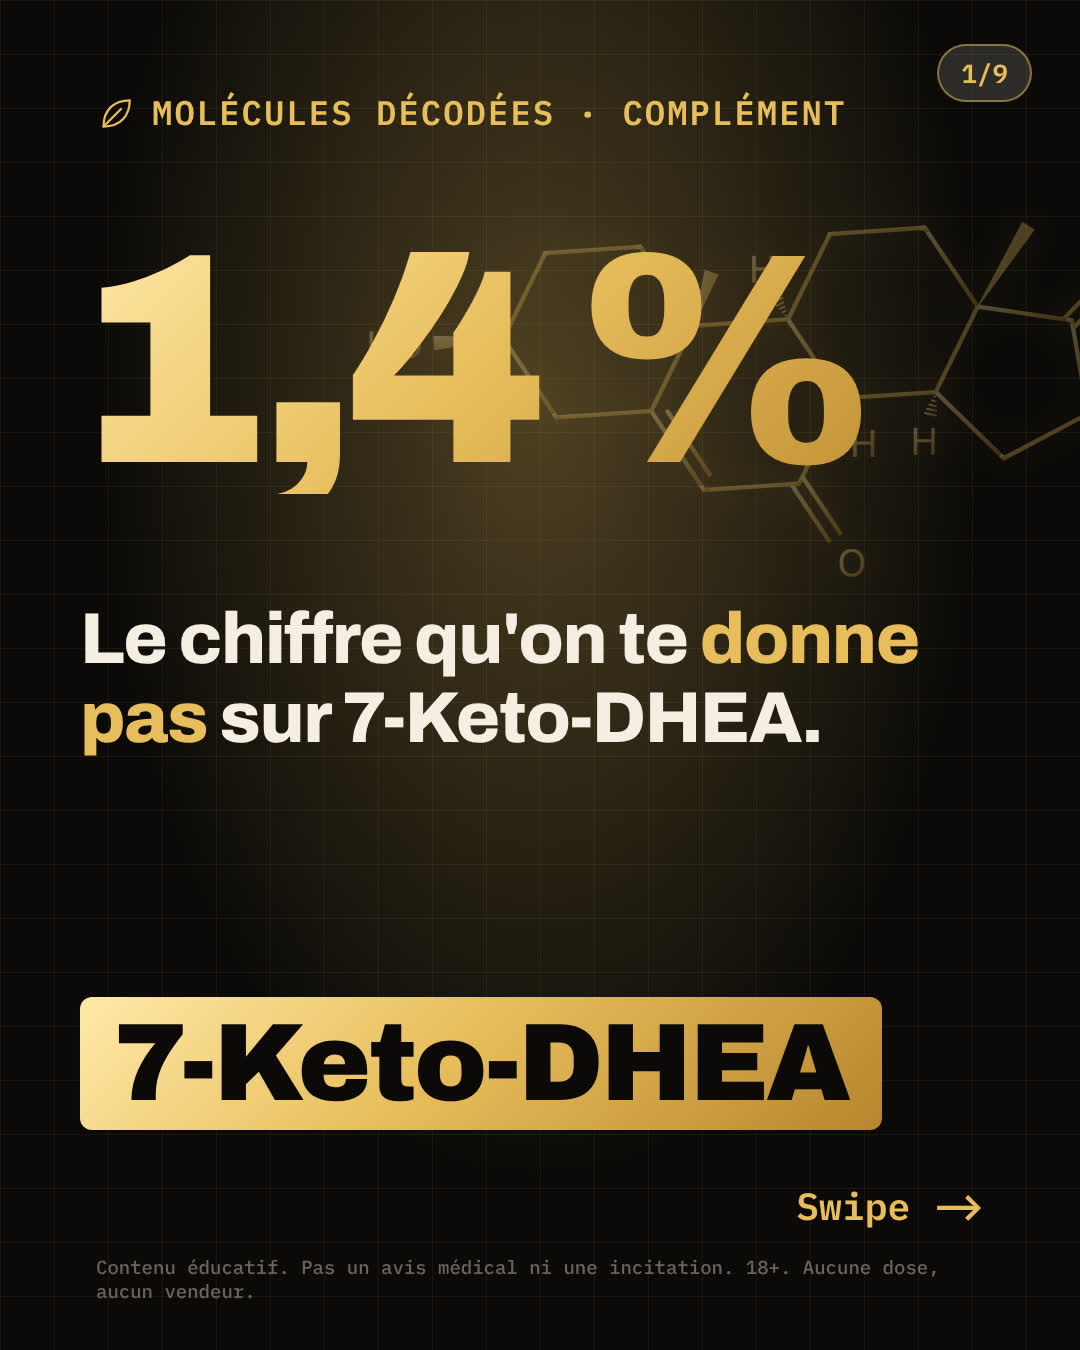 1/9
MOLÉCULES DÉCODÉES · COMPLÉMENT
1,4 %
H
H
H
O
Le chiffre qu'on te donne
pas sur 7-Keto-DHEA.
7-Keto-DHEA
Swipe →
Contenu éducatif. Pas un avis médical ni une incitation. 18+. Aucune dose,
aucun vendeur.